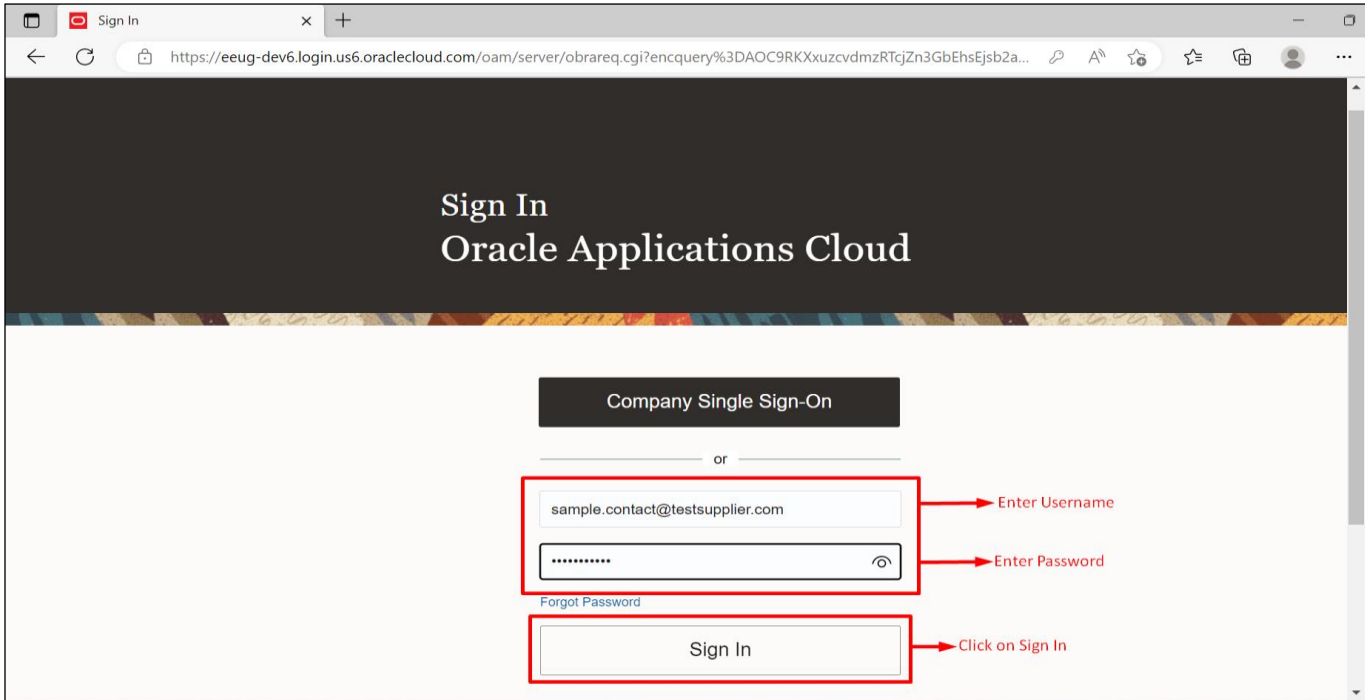 Sign In
https://eeug-dev6.login.us6.oraclecloud.com/oam/server/obrareq.cgi?encquery%3DAOC9RKXxuzcvdmzRTcjZn3GbEhsEjsb2a...
Sign In
Oracle Applications Cloud
Company Single Sign-On
or
sample.contact@testsupplier.com
Enter Username
•••••••••••
Enter Password
Forgot Password
Sign In
Click on Sign In